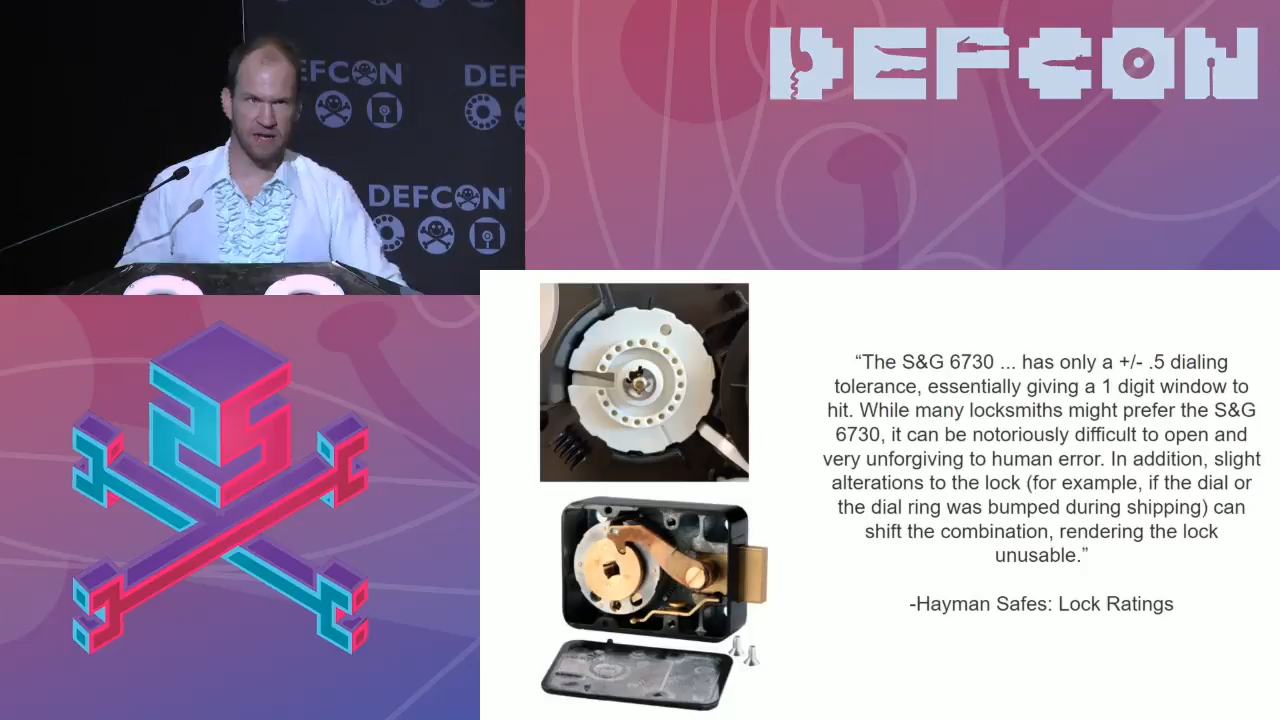 DEFCON
EFCON
DEF
DEFCON
“The S&G 6730 ... has only a +/- .5 dialing
tolerance, essentially giving a 1 digit window to
hit. While many locksmiths might prefer the S&G
6730, it can be notoriously difficult to open and
very unforgiving to human error. In addition, slight
alterations to the lock (for example, if the dial or
the dial ring was bumped during shipping) can
shift the combination, rendering the lock
unusable.”
-Hayman Safes: Lock Ratings